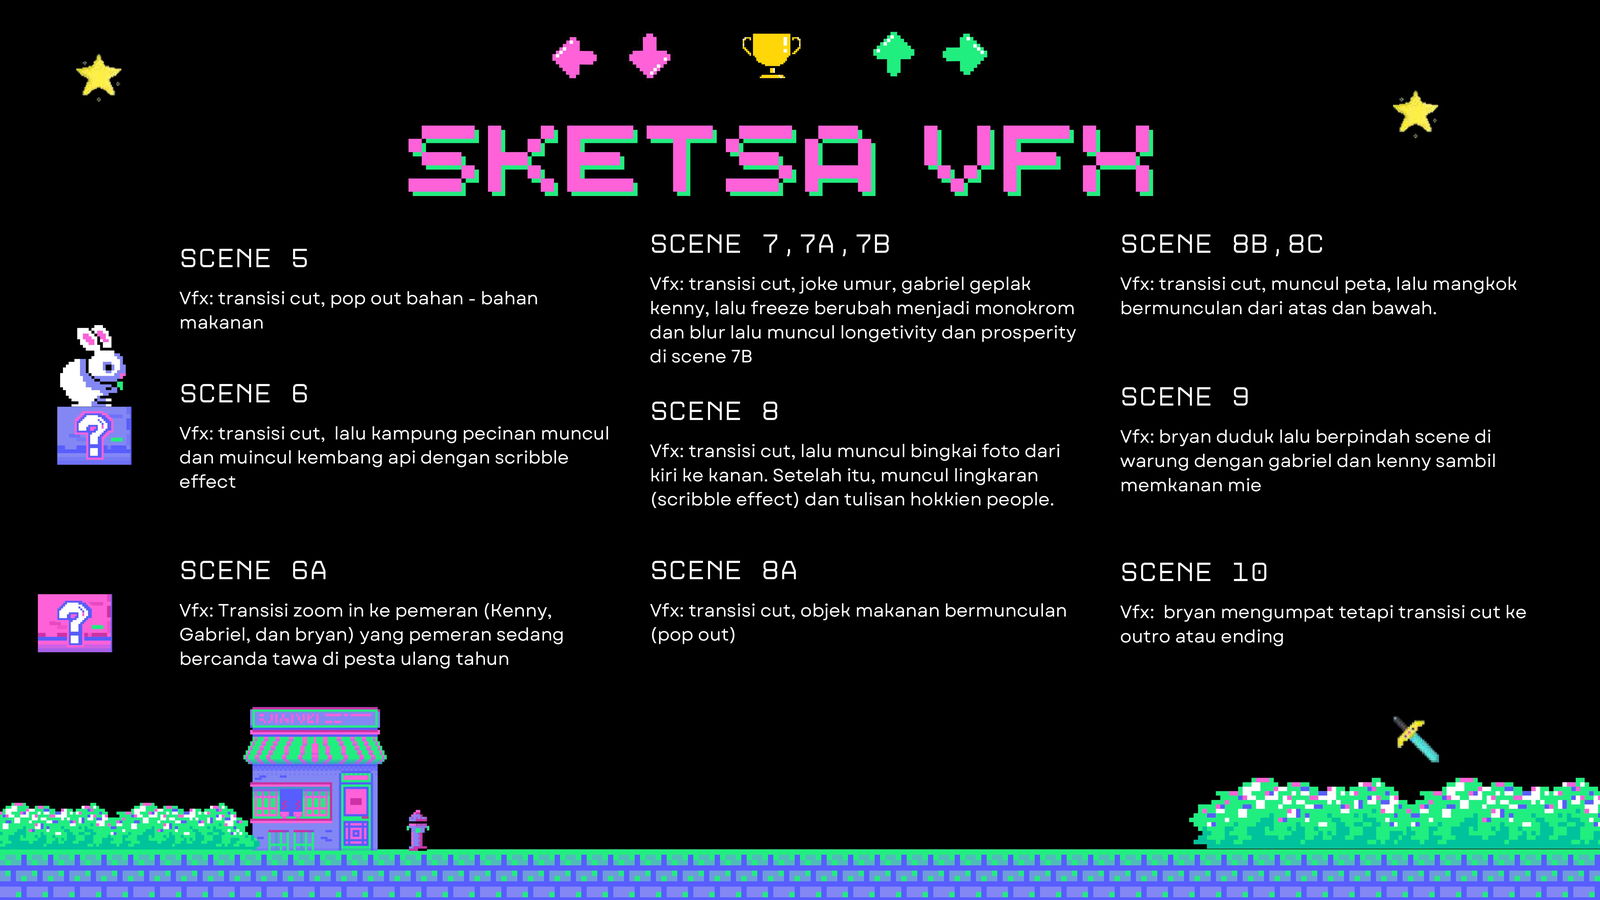 SKETSA VFX
SCENE 5
Vfx: transisi cut, pop out bahan - bahan
makanan
SCENE 6
Vfx: transisi cut,  lalu kampung pecinan muncul
dan muincul kembang api dengan scribble
effect
SCENE 6A
Vfx: Transisi zoom in ke pemeran (Kenny,
Gabriel, dan bryan) yang pemeran sedang
bercanda tawa di pesta ulang tahun
SCENE 7,7A,7B
Vfx: transisi cut, joke umur, gabriel geplak
kenny, lalu freeze berubah menjadi monokrom
dan blur lalu muncul longetivity dan prosperity
di scene 7B
SCENE 8
Vfx: transisi cut, lalu muncul bingkai foto dari
kiri ke kanan. Setelah itu, muncul lingkaran
(scribble effect) dan tulisan hokkien people.
SCENE 8A
Vfx: transisi cut, objek makanan bermunculan
(pop out)
SCENE 8B,8C
Vfx: transisi cut, muncul peta, lalu mangkok
bermunculan dari atas dan bawah.
SCENE 9
Vfx: bryan duduk lalu berpindah scene di
warung dengan gabriel dan kenny sambil
memkanan mie
SCENE 10
Vfx:  bryan mengumpat tetapi transisi cut ke
outro atau ending